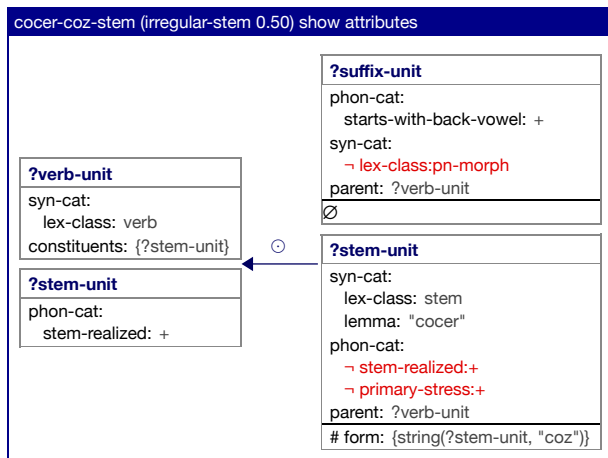 cocer-coz-stem (irregular-stem 0.50) show attributes
?suffix-unit
phon-cat:
starts-with-back-vowel: +
syn-cat:
¬ lex-class:pn-morph
parent: ?verb-unit
∅
?verb-unit
syn-cat:
lex-class: verb
constituents: {?stem-unit}
⊙
?stem-unit
phon-cat:
stem-realized: +
?stem-unit
syn-cat:
lex-class: stem
lemma: "cocer"
phon-cat:
¬ stem-realized:+
¬ primary-stress:+
parent: ?verb-unit
# form: {string(?stem-unit, "coz")}